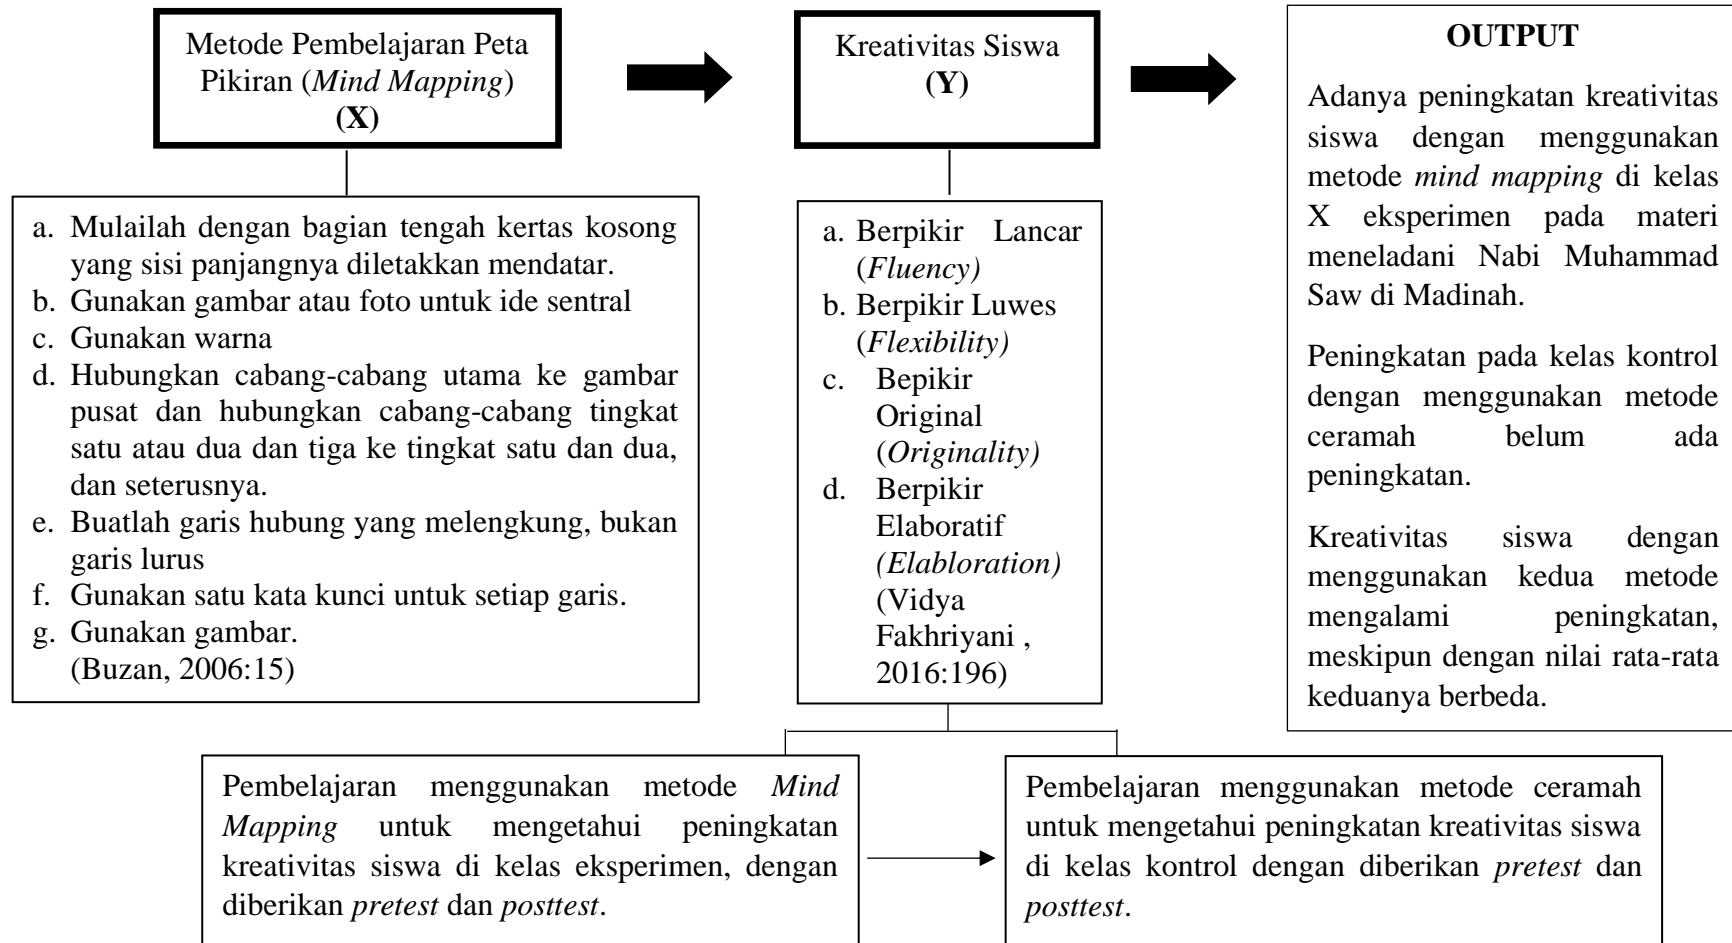 Metode Pembelajaran Peta
Pikiran (Mind Mapping)
(X)
Kreativitas Siswa
(Y)
OUTPUT
Adanya peningkatan kreativitas
siswa dengan menggunakan
metode mind mapping di kelas
X eksperimen pada materi
meneladani Nabi Muhammad
Saw di Madinah.
Peningkatan pada kelas kontrol
dengan menggunakan metode
ceramah belum ada
peningkatan.
Kreativitas siswa dengan
menggunakan kedua metode
mengalami peningkatan,
meskipun dengan nilai rata-rata
keduanya berbeda.
a. Mulailah dengan bagian tengah kertas kosong
yang sisi panjangnya diletakkan mendatar.
b. Gunakan gambar atau foto untuk ide sentral
c. Gunakan warna
d. Hubungkan cabang-cabang utama ke gambar
pusat dan hubungkan cabang-cabang tingkat
satu atau dua dan tiga ke tingkat satu dan dua,
dan seterusnya.
e. Buatlah garis hubung yang melengkung, bukan
garis lurus
f. Gunakan satu kata kunci untuk setiap garis.
g. Gunakan gambar.
(Buzan, 2006:15)
a. Berpikir Lancar
(Fluency)
b. Berpikir Luwes
(Flexibility)
c. Bepikir
Original
(Originality)
d. Berpikir
Elaboratif
(Elabloration)
(Vidya
Fakhriyani ,
2016:196)
Pembelajaran menggunakan metode Mind
Mapping untuk mengetahui peningkatan
kreativitas siswa di kelas eksperimen, dengan
diberikan pretest dan posttest.
Pembelajaran menggunakan metode ceramah
untuk mengetahui peningkatan kreativitas siswa
di kelas kontrol dengan diberikan pretest dan
posttest.